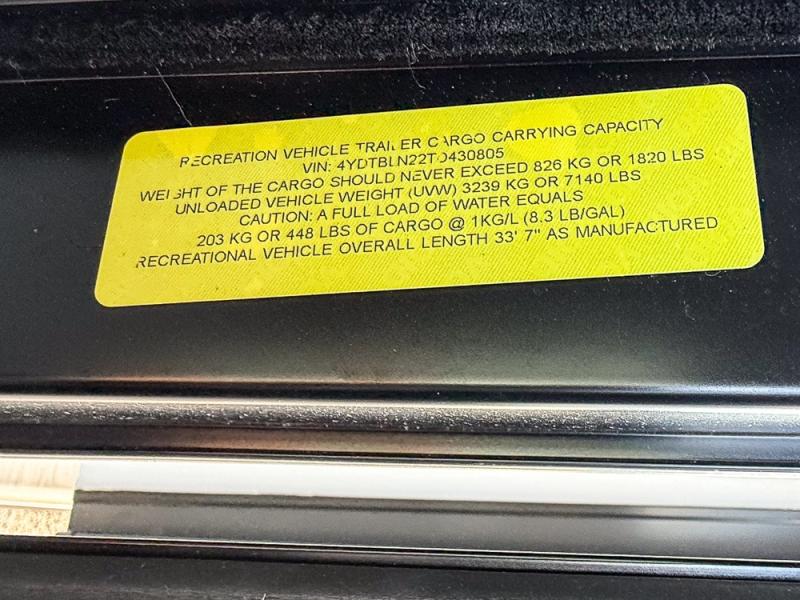 RECREATION VEHICLE TRAILER CARGO CARRYING CAPACITY
VIN: 4YDTBLN22TD430805
WEIGHT OF THE CARGO SHOULD NEVER EXCEED 826 KG OR 1820 LBS
UNLOADED VEHICLE WEIGHT (UVW) 3239 KG OR 7140 LBS
CAUTION: A FULL LOAD OF WATER EQUALS
203 KG OR 448 LBS OF CARGO @ 1KG/L (8.3 LB/GAL)
RECREATIONAL VEHICLE OVERALL LENGTH 33' 7" AS MANUFACTURED